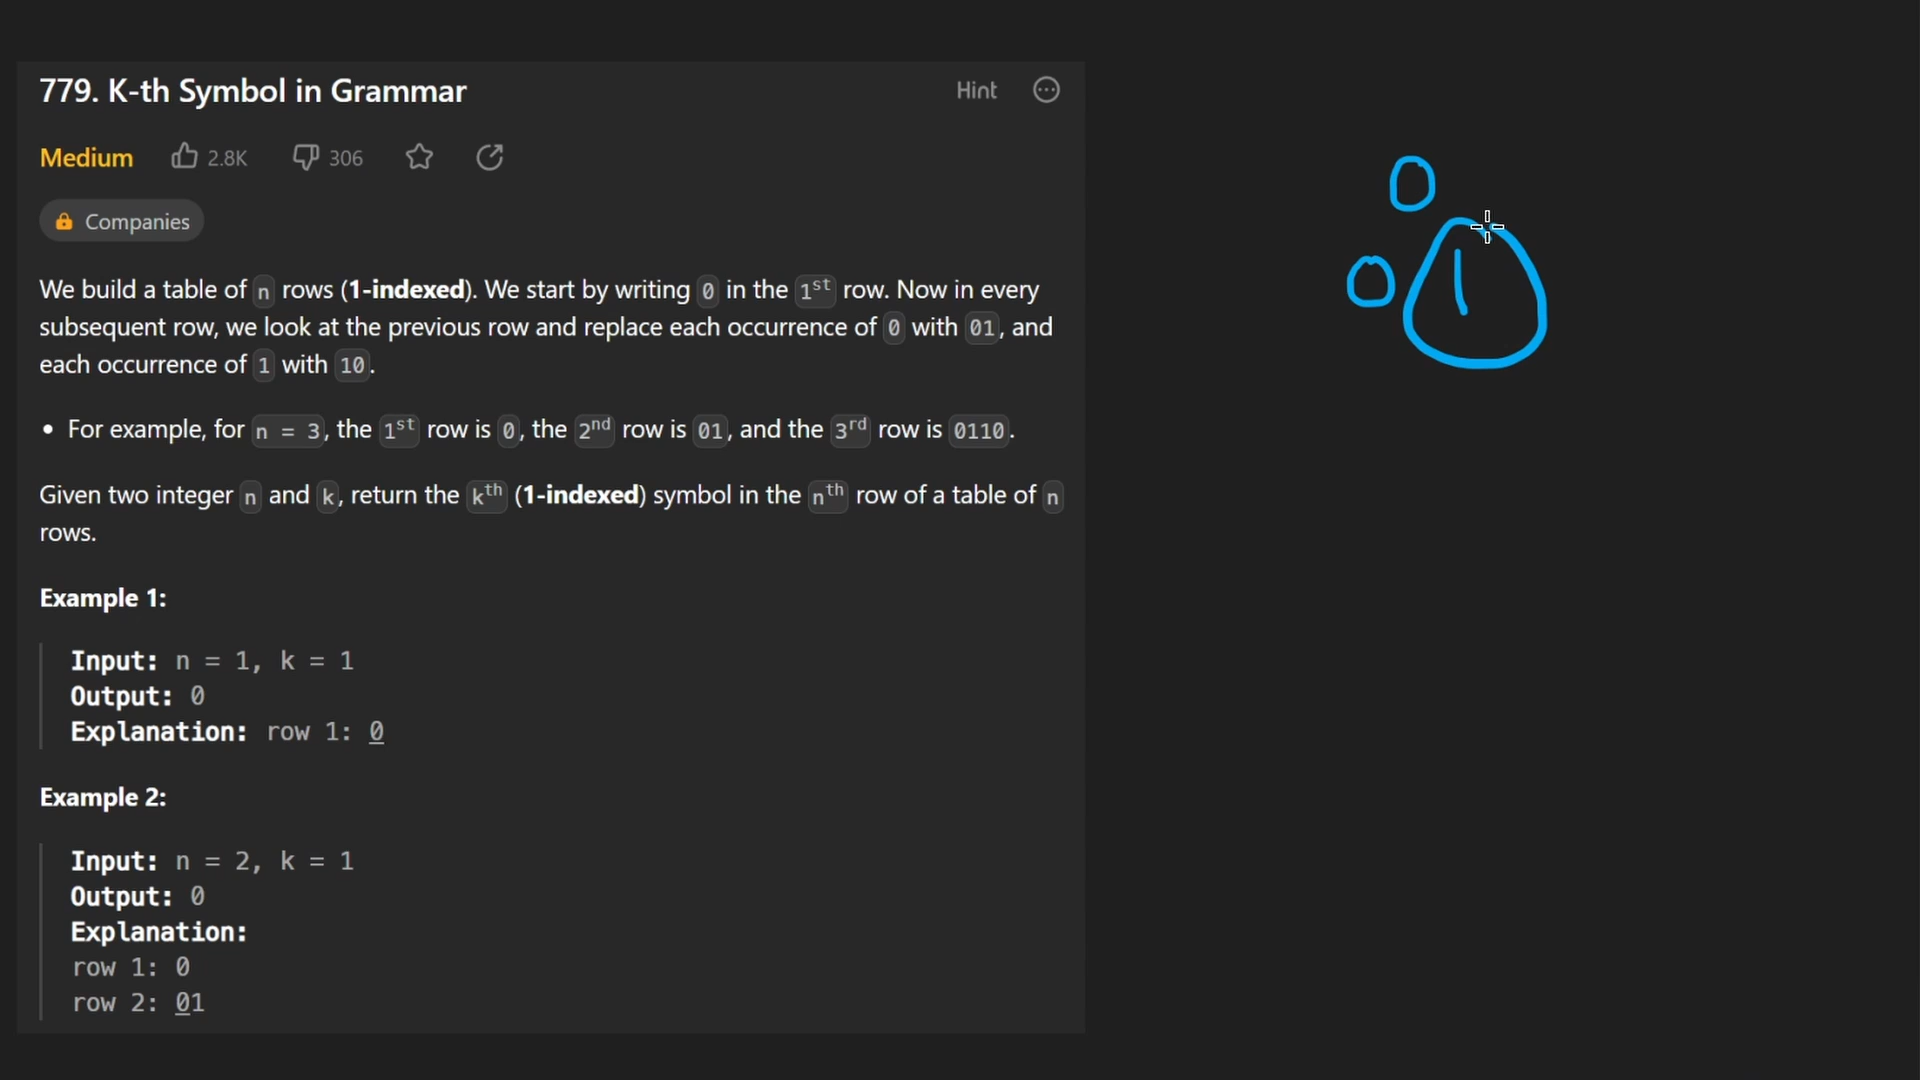 779. K-th Symbol in Grammar
Hint
Medium 2.8K 306
Companies
We build a table of n rows (1-indexed). We start by writing 0 in the 1st row. Now in every
subsequent row, we look at the previous row and replace each occurrence of 0 with 01, and
each occurrence of 1 with 10.
• For example, for n = 3, the 1st row is 0, the 2nd row is 01, and the 3rd row is 0110.
Given two integer n and k, return the kth (1-indexed) symbol in the nth row of a table of n
rows.
Example 1:
Input: n = 1, k = 1
Output: 0
Explanation: row 1: 0
Example 2:
Input: n = 2, k = 1
Output: 0
Explanation:
row 1: 0
row 2: 01
0
0 1